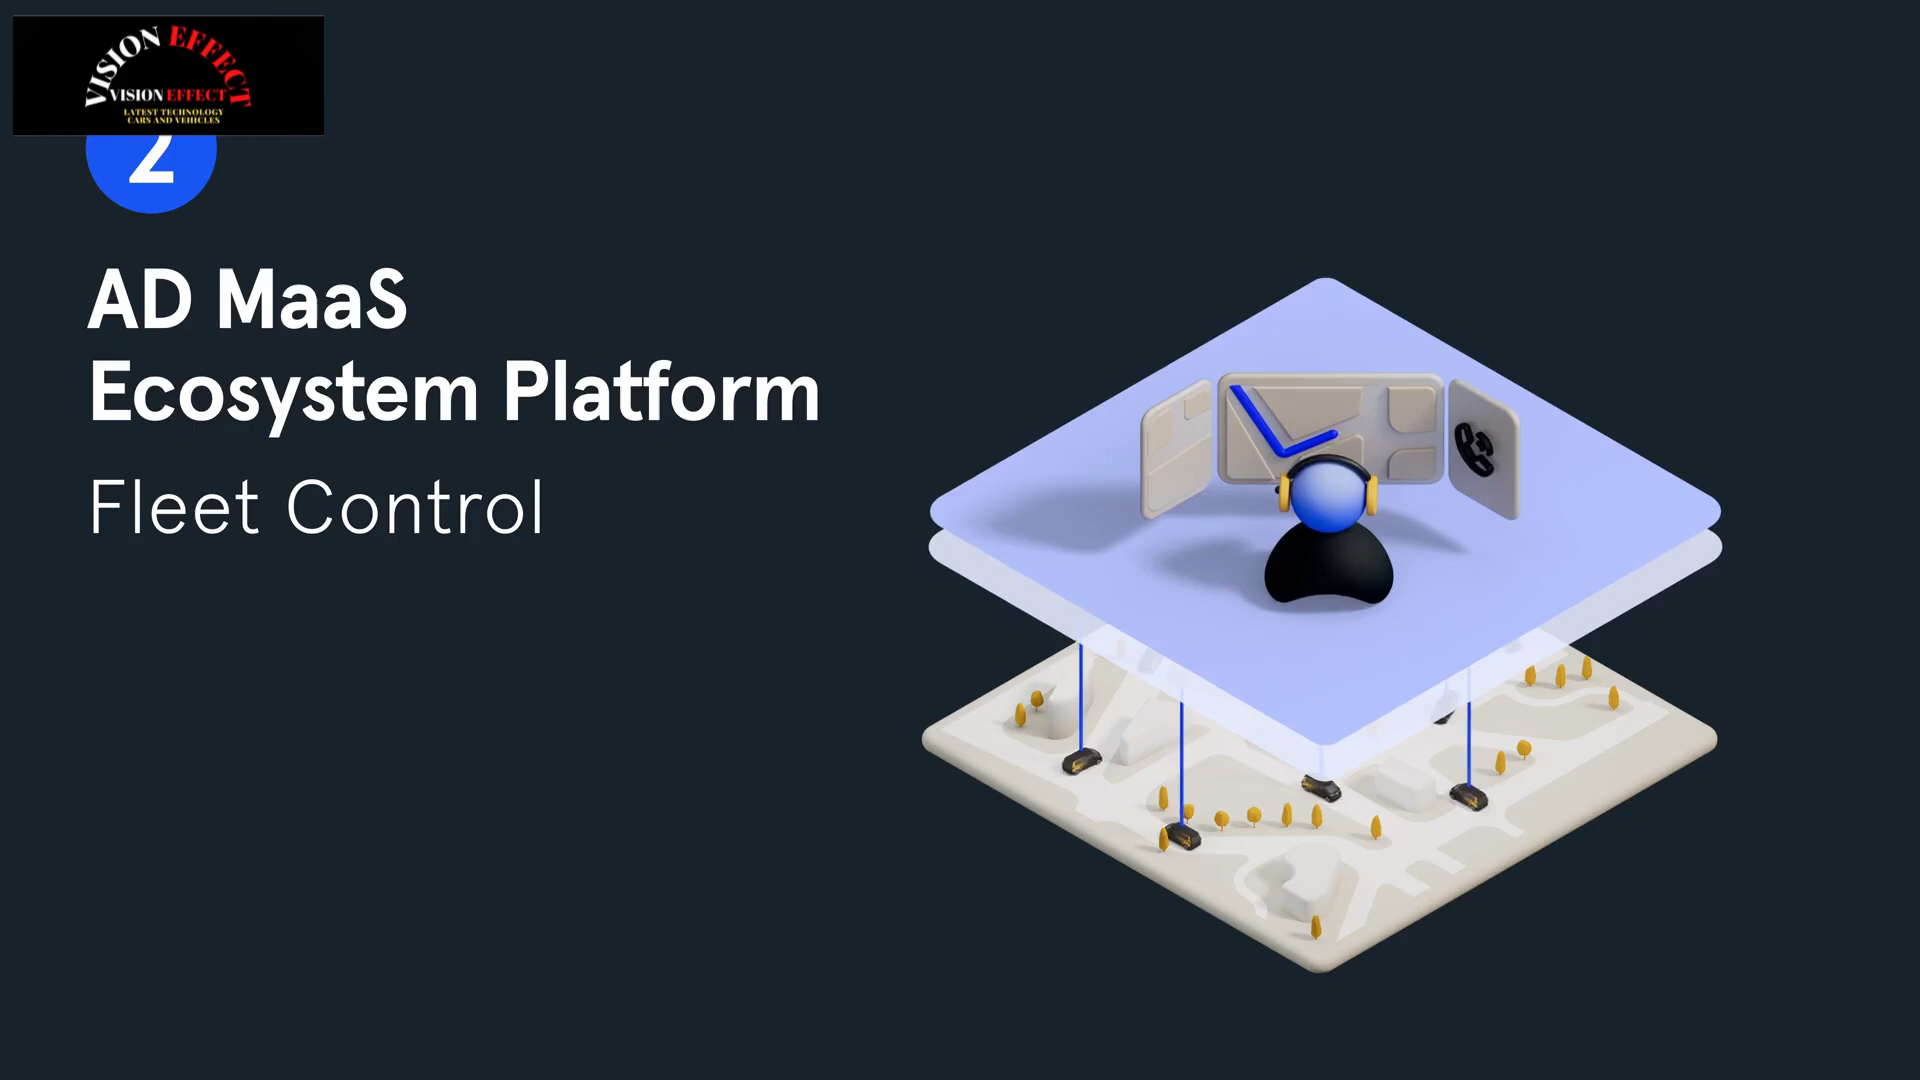 VISION EFFECT
VISION EFFECT
LATEST TECHNOLOGY
CARS AND VEHICLES
2
AD MaaS
Ecosystem Platform
Fleet Control